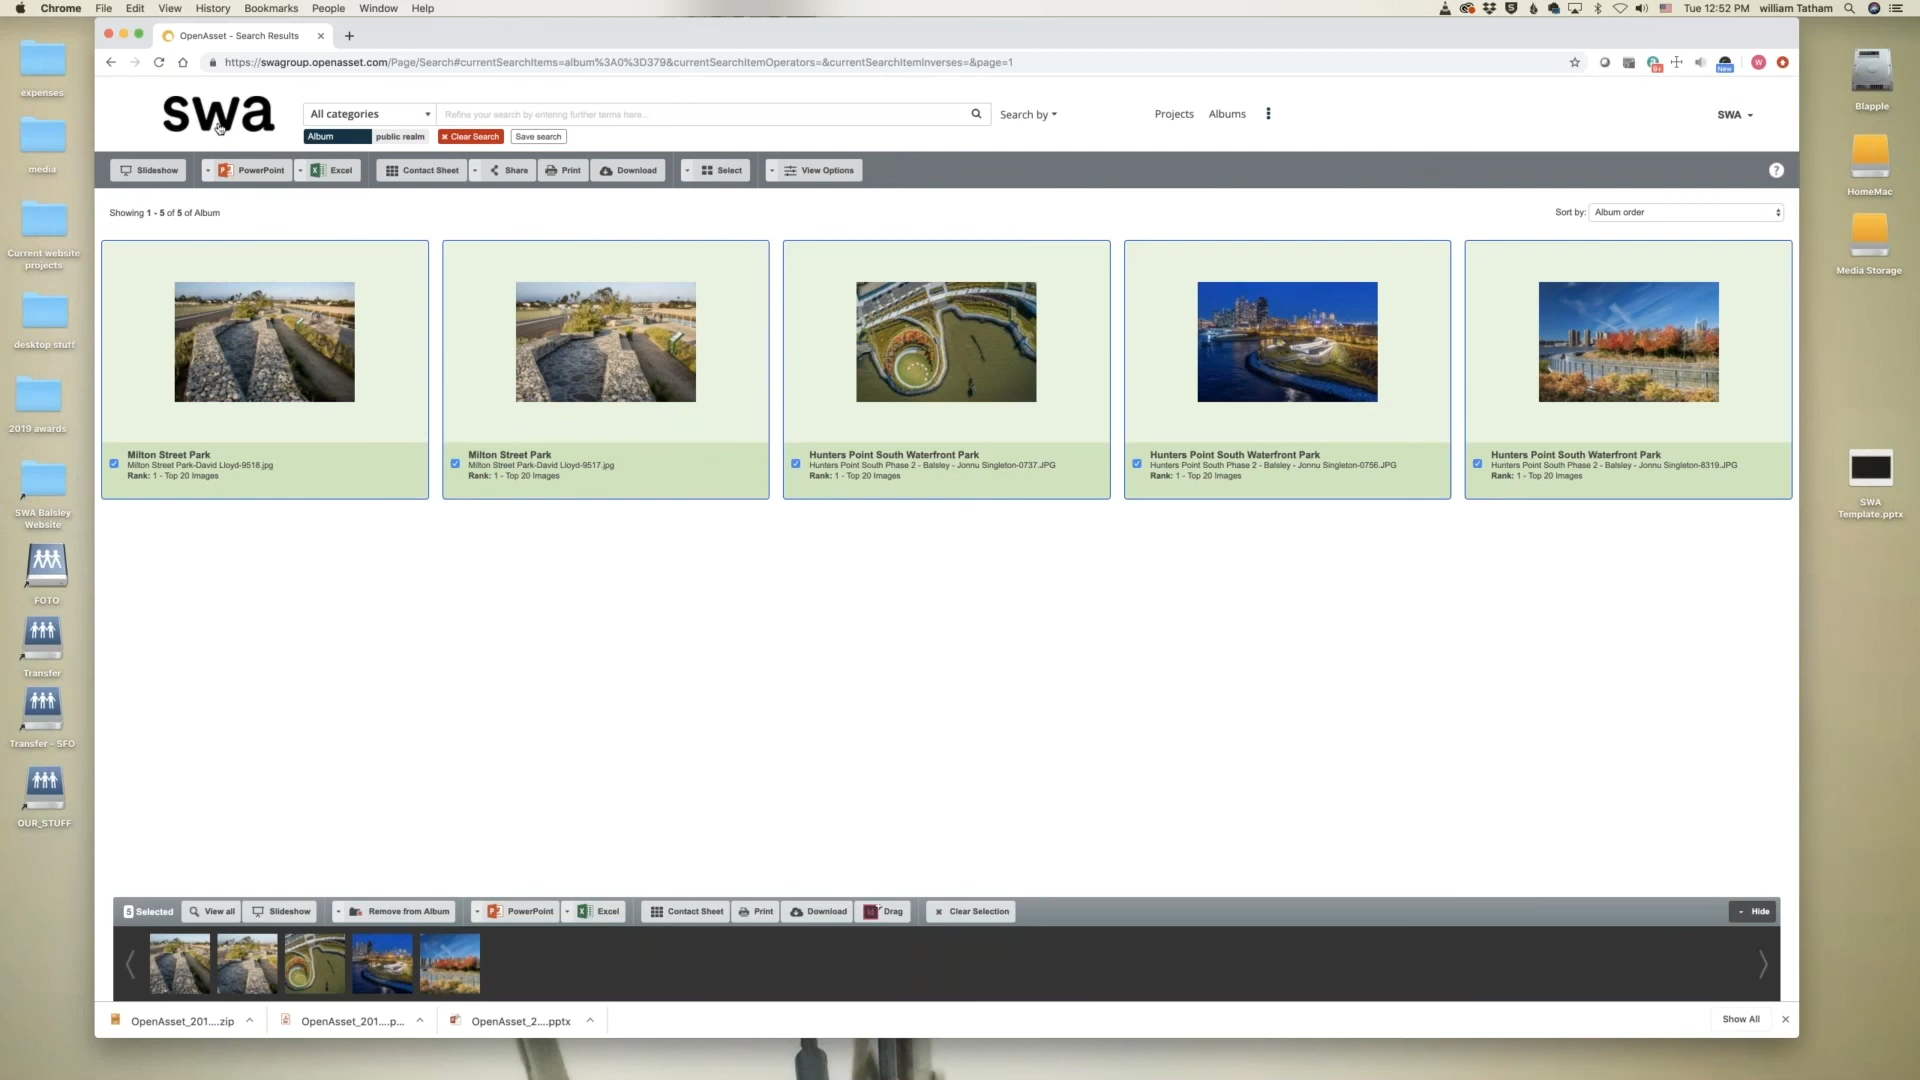 Chrome File Edit View History Bookmarks People Window Help
Tue 12:52 PM william Tatham
OpenAsset - Search Results
https://swagroup.openasset.com/Page/Search#currentSearchItems=album%3A0%3D379&currentSearchItemOperators=&currentSearchItemInverses=&page=1
New
W
swa
All categories
Refine your search by entering further terms here...
Search by
Projects
Albums
SWA
Album public realm
Clear Search
Save search
Slideshow
PowerPoint
Excel
Contact Sheet
Share
Print
Download
Select
View Options
?
Showing 1 - 5 of 5 of Album
Sort by: Album order
Milton Street Park
Milton Street Park-David Lloyd-9518.jpg
Rank: 1 - Top 20 Images
Milton Street Park
Milton Street Park-David Lloyd-9517.jpg
Rank: 1 - Top 20 Images
Hunters Point South Waterfront Park
Hunters Point South Phase 2 - Balsley - Jonnu Singleton-0737.JPG
Rank: 1 - Top 20 Images
Hunters Point South Waterfront Park
Hunters Point South Phase 2 - Balsley - Jonnu Singleton-0756.JPG
Rank: 1 - Top 20 Images
Hunters Point South Waterfront Park
Hunters Point South Phase 2 - Balsley - Jonnu Singleton-8319.JPG
Rank: 1 - Top 20 Images
5 Selected
View all
Slideshow
Remove from Album
PowerPoint
Excel
Contact Sheet
Print
Download
Drag
Clear Selection
Hide
OpenAsset_201....zip
OpenAsset_201....p...
OpenAsset_2....pptx
Show All
expenses
media
Current website
projects
desktop stuff
2019 awards
SWA Balsley
Website
FOTO
Transfer
Transfer - SFO
OUR_STUFF
Blapple
HomeMac
Media Storage
SWA
Template.pptx